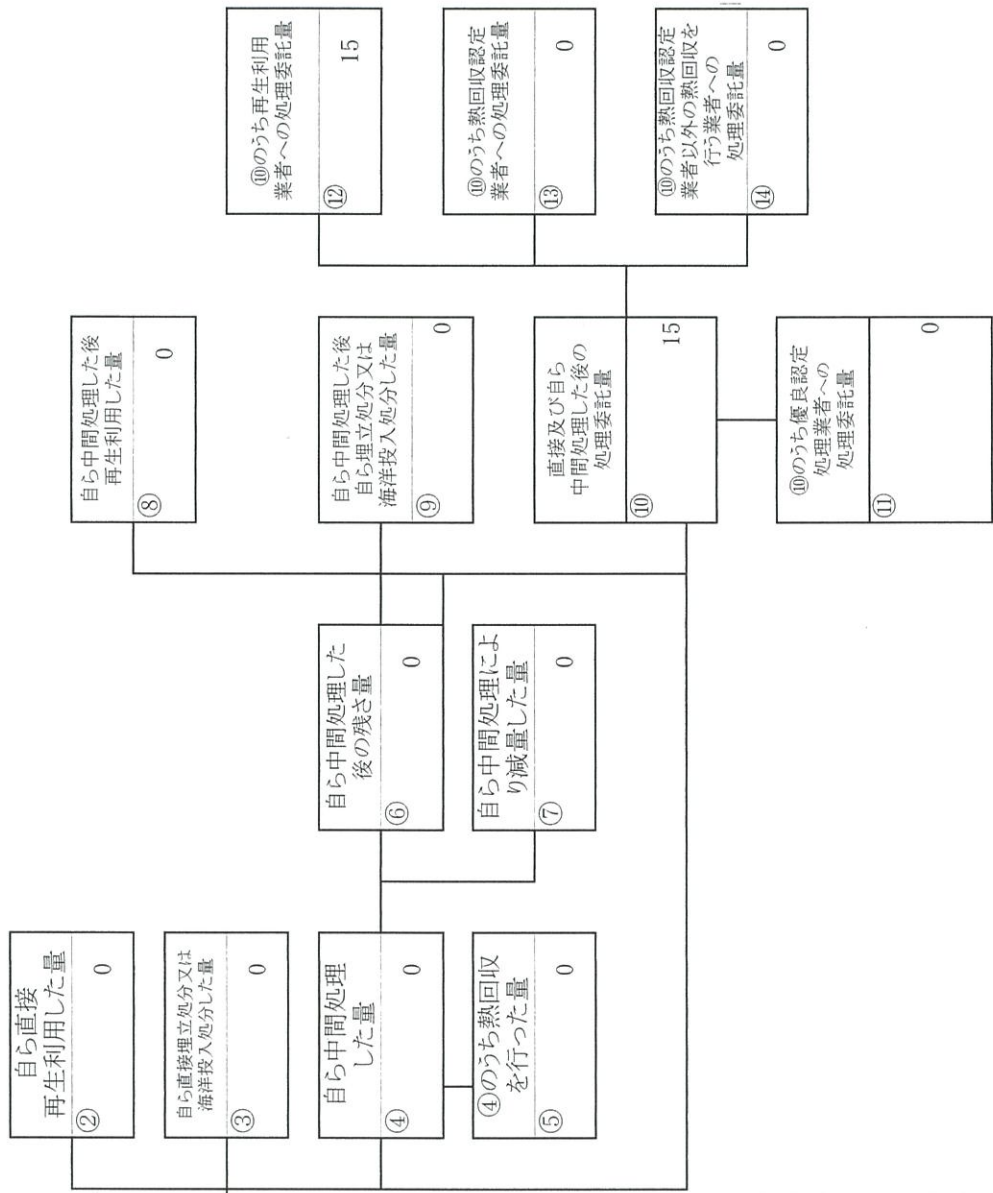 自ら直接
再生利用した量
②
0
自ら直接埋立処分又は
海洋投入処分した量
③
0
自ら中間処理
した量
④
0
④のうち熱回収
を行った量
⑤
0
自ら中間処理した
後の残さ量
⑥
0
自ら中間処理によ
り減量した量
⑦
0
自ら中間処理した後
再生利用した量
⑧
0
自ら中間処理した後
自ら埋立処分又は
海洋投入処分した量
⑨
0
直接及び自ら
中間処理した後の
処理委託量
⑩
15
⑩のうち優良認定
処理業者への
処理委託量
⑪
0
⑩のうち再生利用
業者への処理委託量
⑫
15
⑩のうち熱回収認定
業者への処理委託量
⑬
0
⑩のうち熱回収認定
業者以外の熱回収を
行う業者への
処理委託量
⑭
0